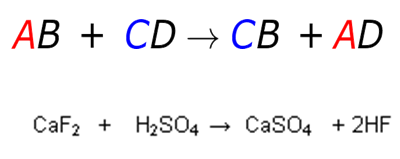 AB + CD → CB + AD
CaF₂ + H₂SO₄ → CaSO₄ + 2HF